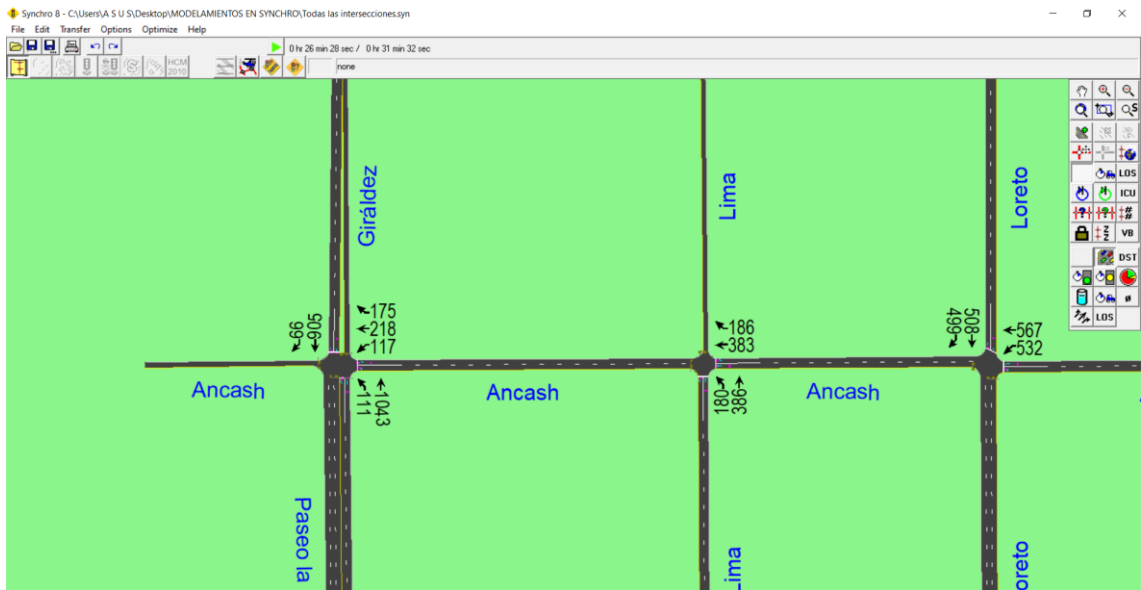 Synchro 8 - C:\Users\A S U S\Desktop\MODELAMIENTOS EN SYNCHRO\Todas las intersecciones.syn
File Edit Transfer Options Optimize Help
0 hr 26 min 28 sec / 0 hr 31 min 32 sec
HCM
2010
none
Giráldez
Lima
Loreto
S
LOS
ICU
##
Z
Z
VB
DST
ø
LOS
99
906
175
218
117
186
383
499
508
567
532
Ancash
Ancash
Ancash
111
1043
180
386
Paseo la
Lima
oreto